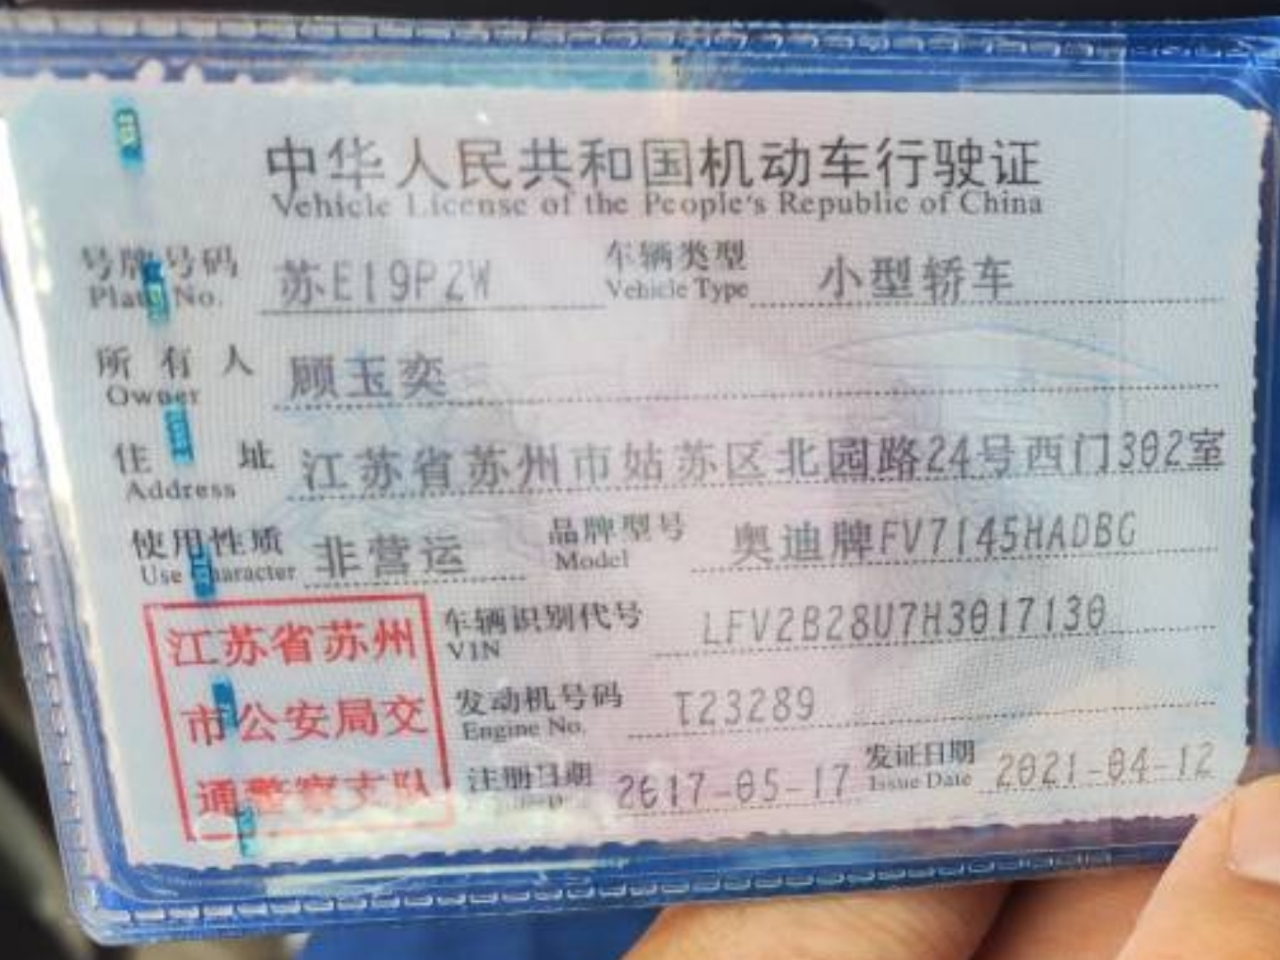 中华人民共和国机动车行驶证
Vehicle License of the People's Republic of China
号牌号码 苏E19P2W 车辆类型 小型轿车
Plate No. Vehicle Type
所有人 顾玉奕
Owner
住址 江苏省苏州市姑苏区北园路24号西门302室
Address
使用性质 非营运 品牌型号 奥迪牌FV7145HADBG
Use Character Model
江苏省苏州
市公安局交
通警察支队
车辆识别代号 LFV2B28U7H3017130
VIN
发动机号码 T23289
Engine No.
注册日期 2017-05-17 发证日期 2021-04-12
Issue Date